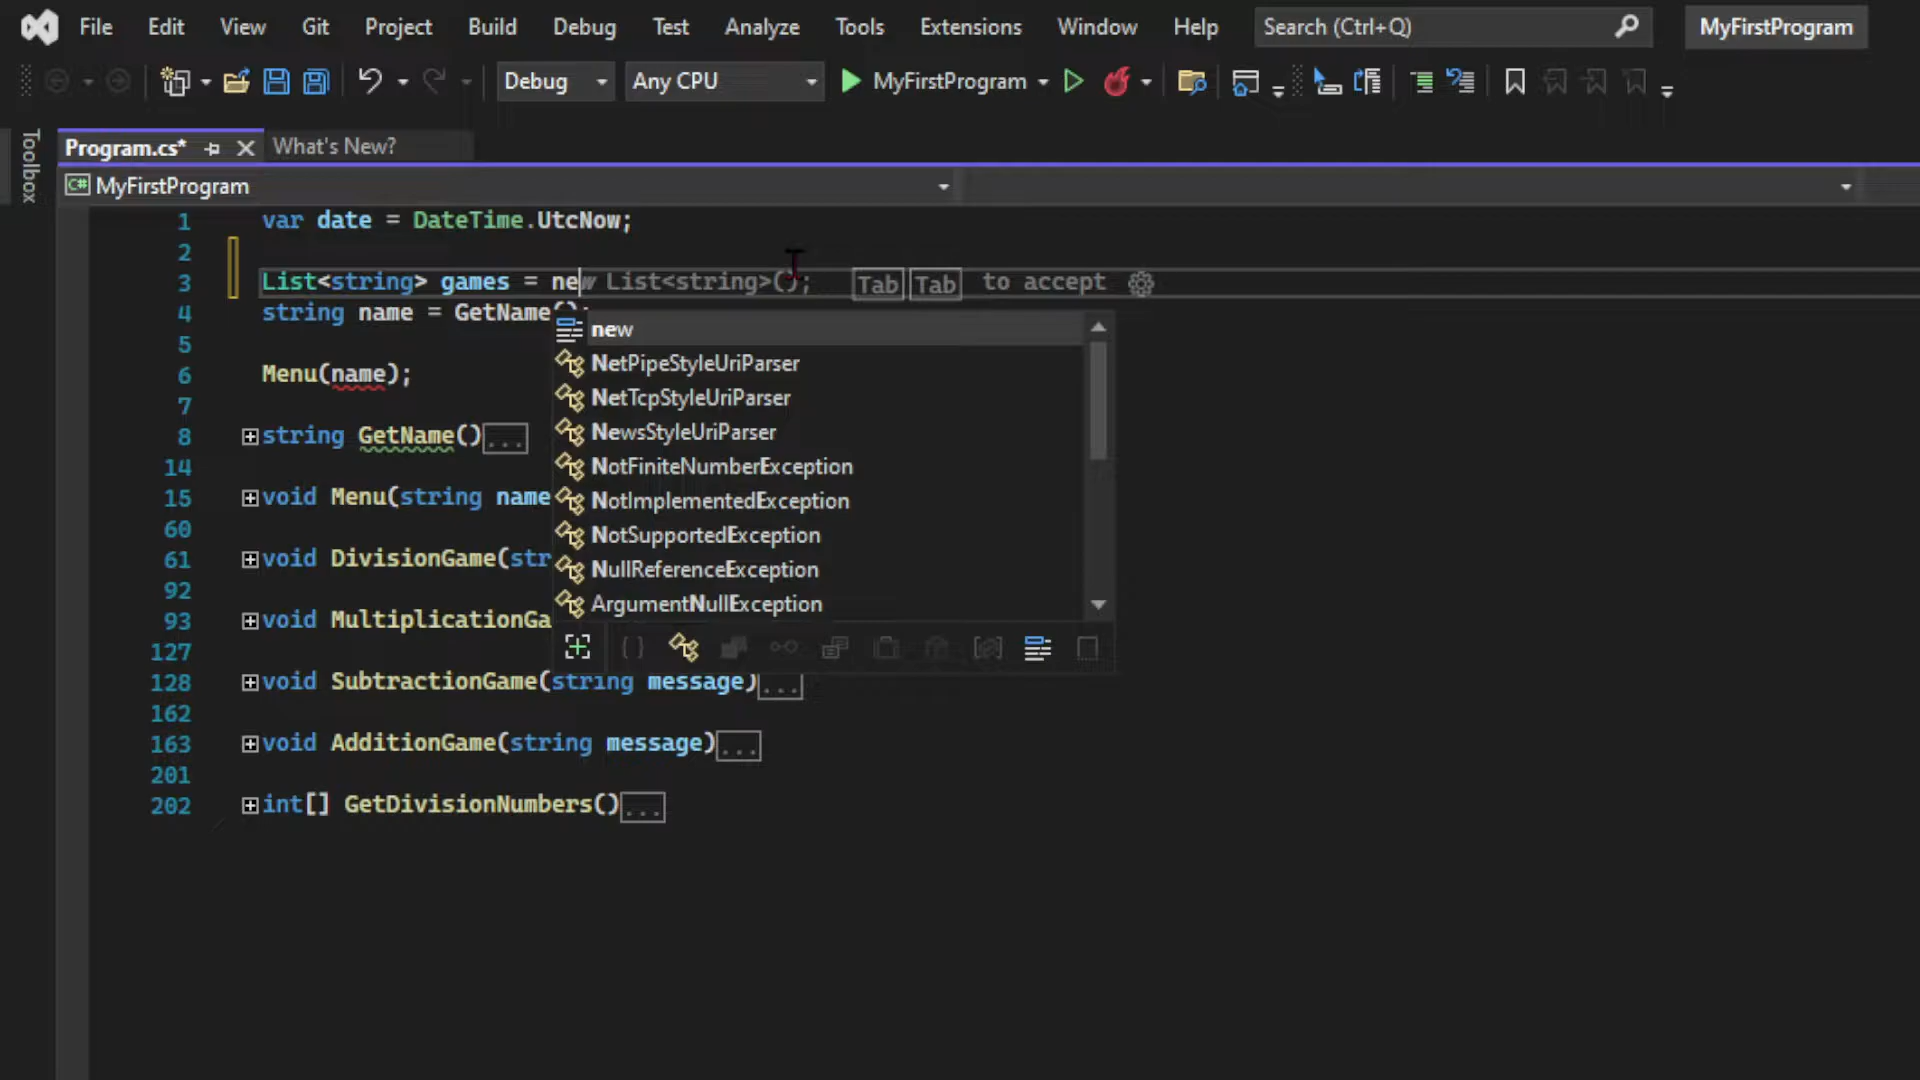 File Edit View Git Project Build Debug Test Analyze Tools Extensions Window Help Search (Ctrl+Q) MyFirstProgram
Debug Any CPU MyFirstProgram
Toolbox
Program.cs* What's New?
C# MyFirstProgram
1 var date = DateTime.UtcNow;
2
3 List<string> games = new List<string>(); Tab Tab to accept
4 string name = GetName();
5
6 Menu(name);
7
8 string GetName()...
14
15 void Menu(string name
60
61 void DivisionGame(str
92
93 void MultiplicationGa
127
128 void SubtractionGame(string message)...
162
163 void AdditionGame(string message)...
201
202 int[] GetDivisionNumbers()...
new
NetPipeStyleUriParser
NetTcpStyleUriParser
NewsStyleUriParser
NotFiniteNumberException
NotImplementedException
NotSupportedException
NullReferenceException
ArgumentNullException